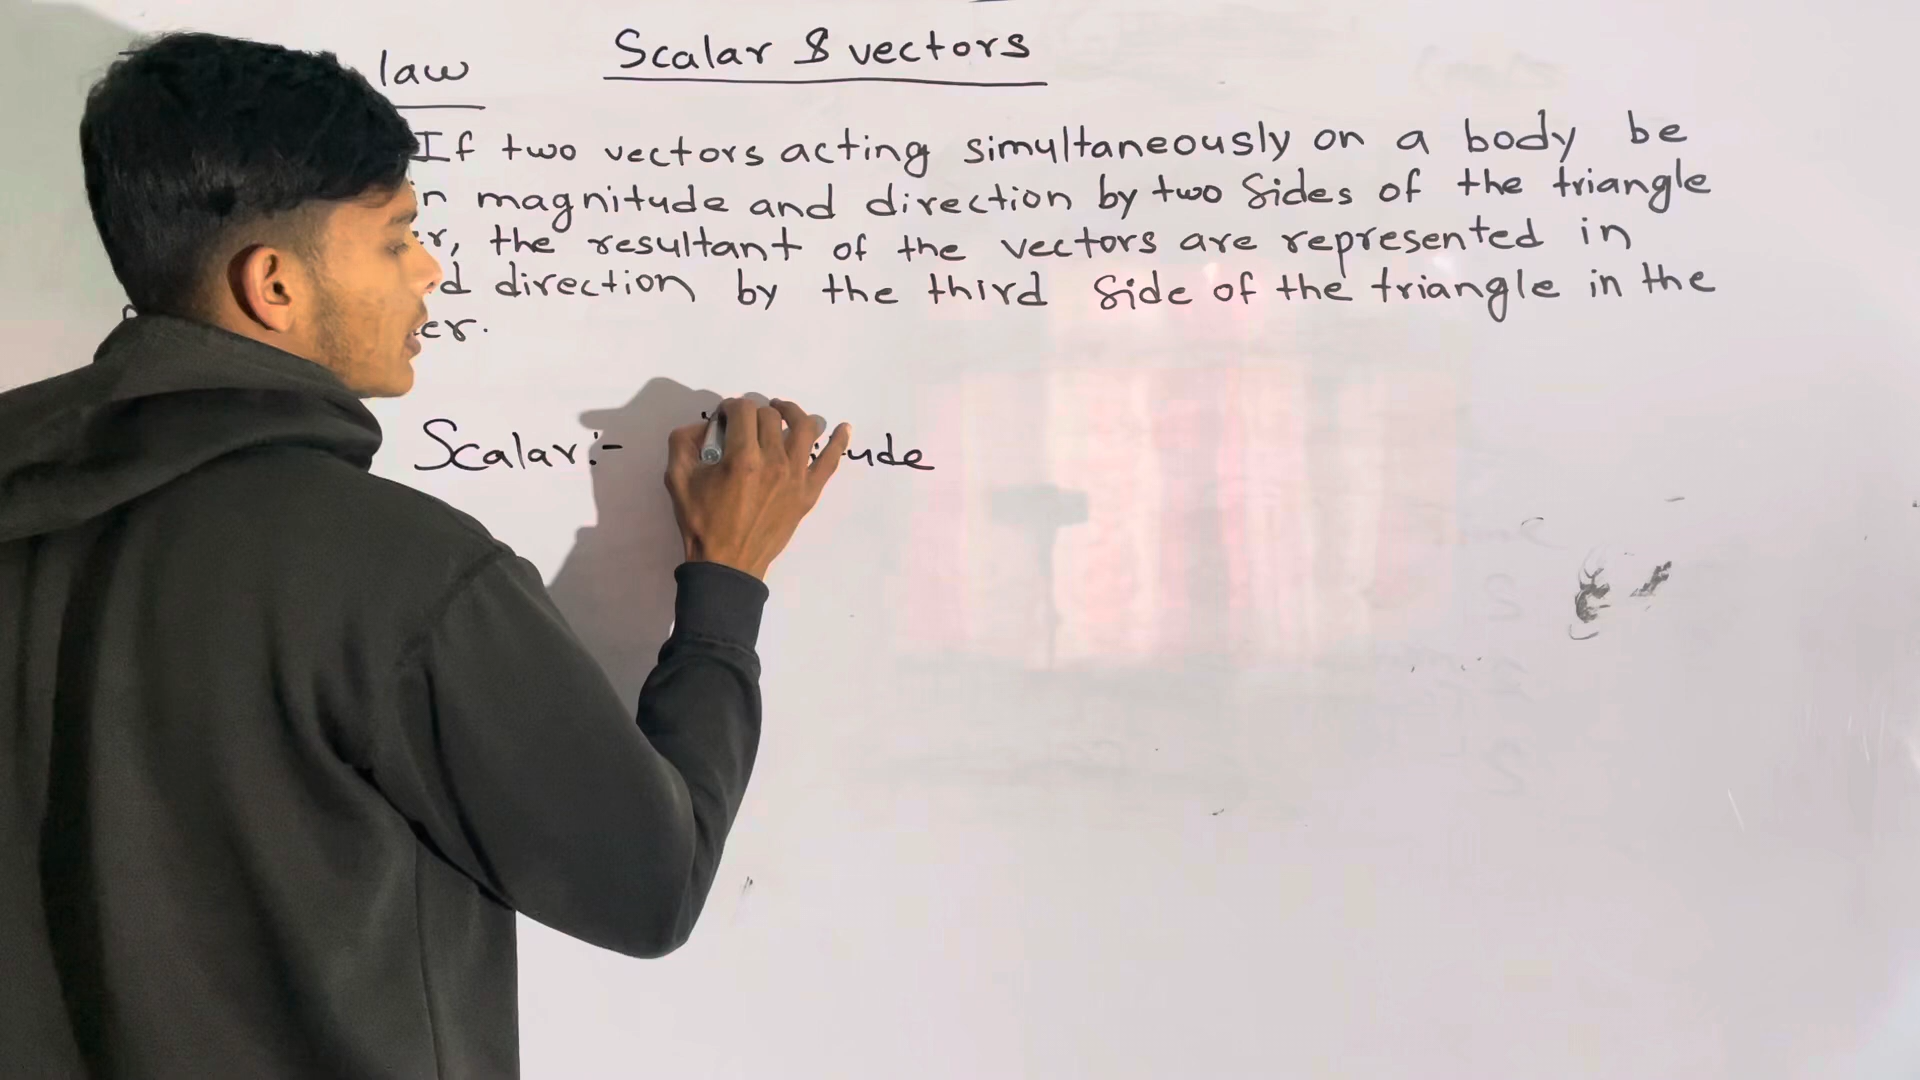 law
Scalar & vectors
If two vectors acting simultaneously on a body be
in magnitude and direction by two sides of the triangle
the resultant of the vectors are represented in
direction by the third side of the triangle in the
Scalar:-